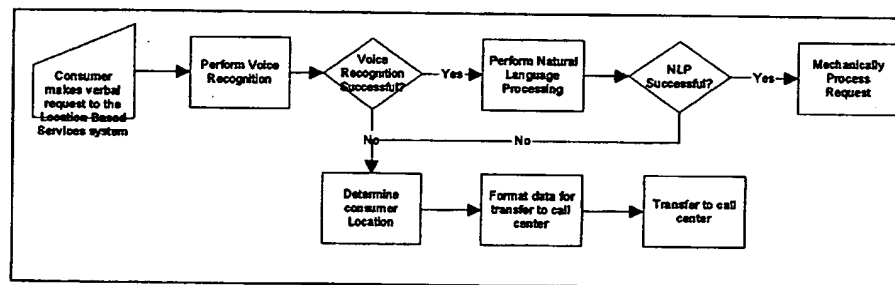 Consumer
makes verbal
request to the
Location Based
Services system
Perform Voice
Recognition
Voice
Recognition
Successful?
Yes
Perform Natural
Language
Processing
NLP
Successful?
Yes
Mechanically
Process
Request
No
No
Determine
consumer
Location
Format data for
transfer to call
center
Transfer to call
center